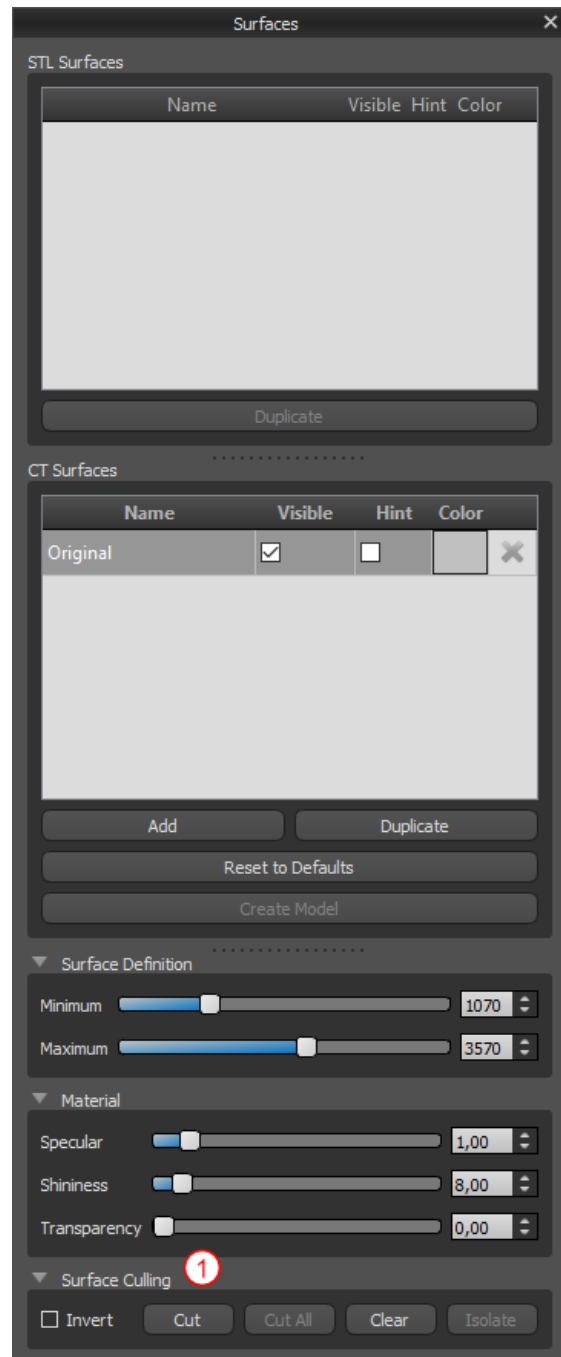 Surfaces
STL Surfaces
Name Visible Hint Color
Duplicate
CT Surfaces
Name Visible Hint Color
Original
Add Duplicate
Reset to Defaults
Create Model
Surface Definition
Minimum 1070
Maximum 3570
Material
Specular 1,00
Shininess 8,00
Transparency 0,00
Surface Culling 1
Invert Cut Cut All Clear Isolate